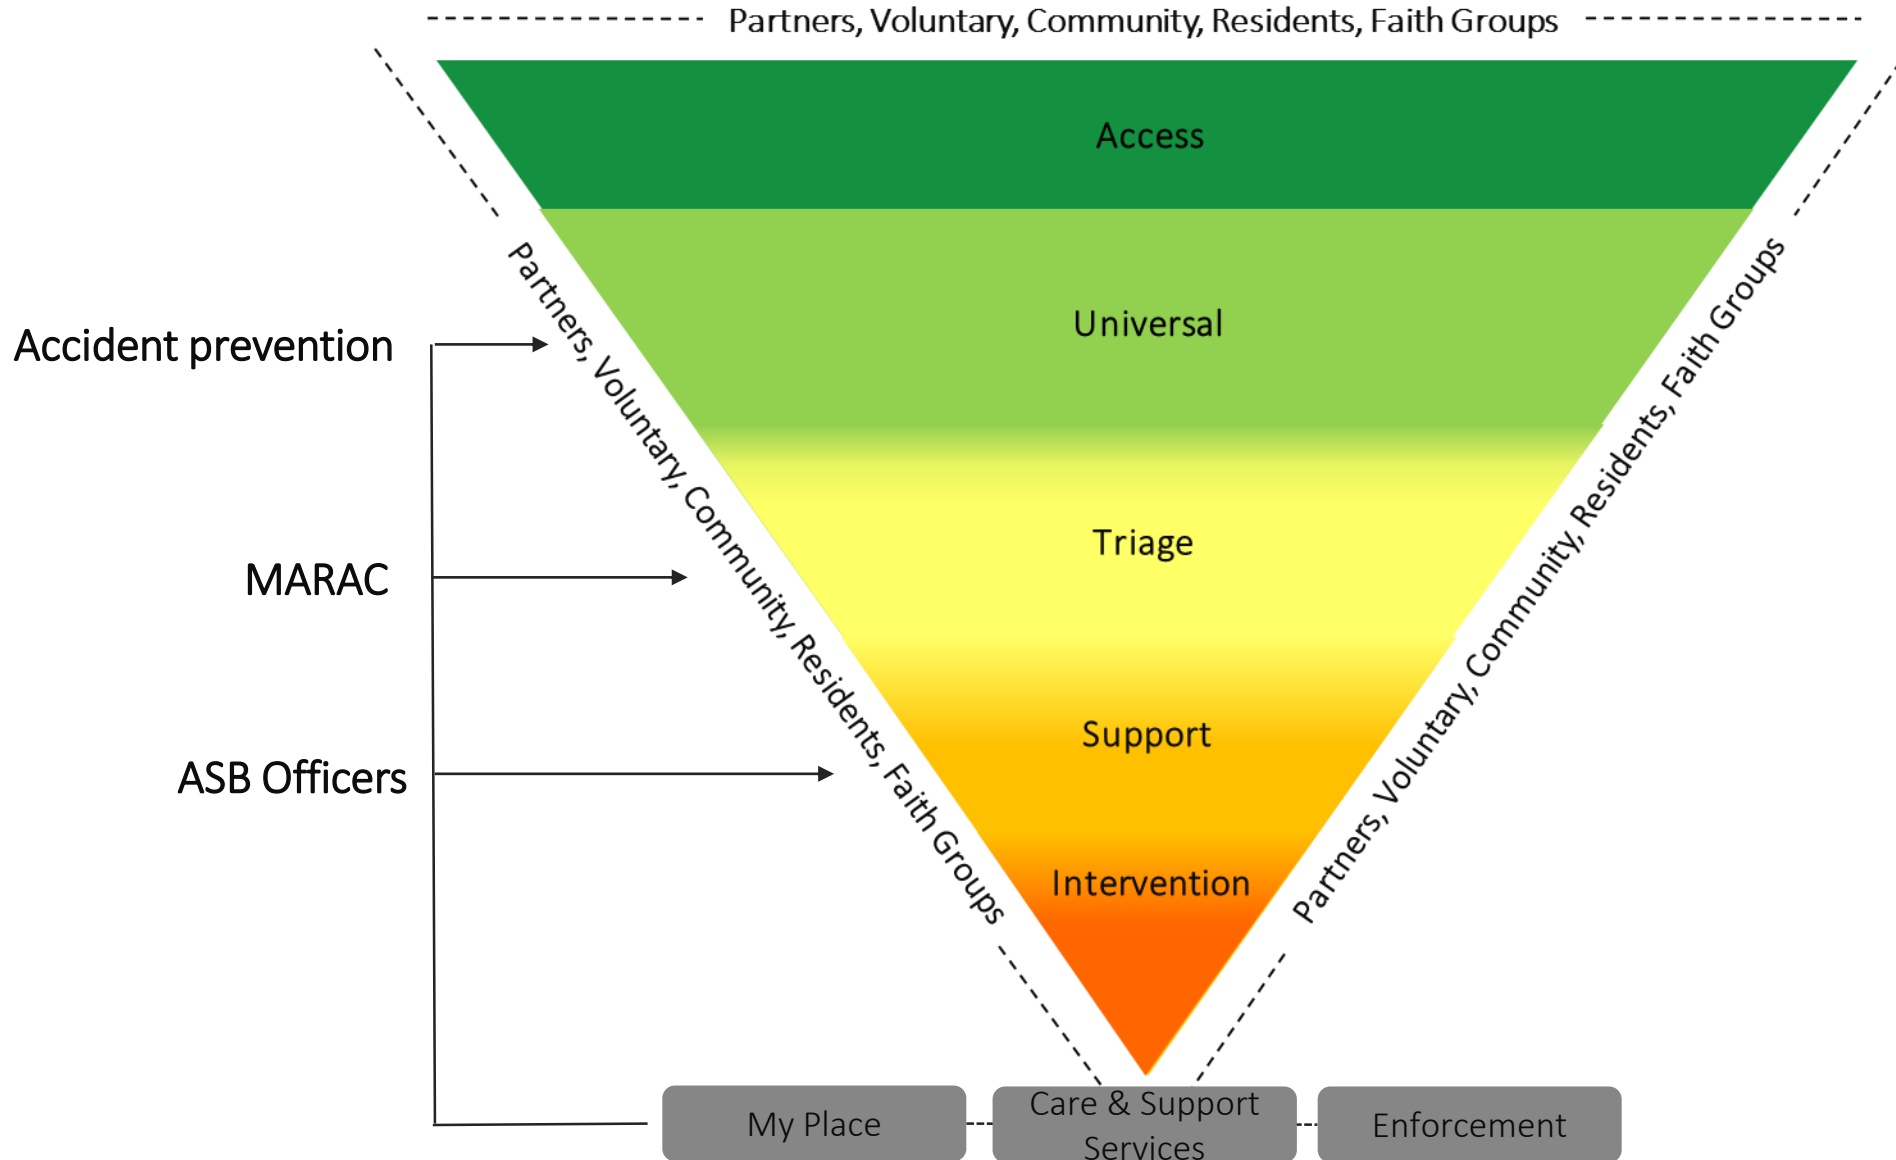 Partners, Voluntary, Community, Residents, Faith Groups
Access
Partners, Voluntary, Community, Residents, Faith Groups
Partners, Voluntary, Community, Residents, Faith Groups
Universal
Accident prevention
Triage
MARAC
Support
ASB Officers
Intervention
My Place
Care & Support
Services
Enforcement